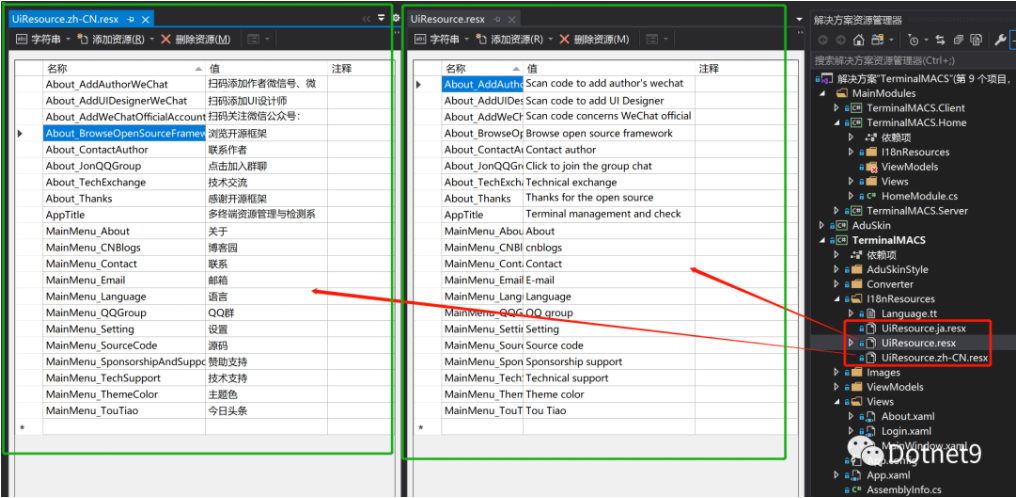 UiResource.zh-CN.resx
字符串 添加资源(R) 删除资源(M)
名称 值 注释
About_AddAuthorWeChat 扫码添加作者微信号、微
About_AddUIDesignerWeChat 扫码添加UI设计师
About_AddWeChatOfficialAccount 扫码关注微信公众号:
About_BrowseOpenSourceFramew 浏览开源框架
About_ContactAuthor 联系作者
About_JonQQGroup 点击加入群聊
About_TechExchange 技术交流
About_Thanks 感谢开源框架
AppTitle 多终端资源管理与检测系
MainMenu_About 关于
MainMenu_CNBlogs 博客园
MainMenu_Contact 联系
MainMenu_Email 邮箱
MainMenu_Language 语言
MainMenu_QQGroup QQ群
MainMenu_Setting 设置
MainMenu_SourceCode 源码
MainMenu_SponsorshipAndSuppo 赞助支持
MainMenu_TechSupport 技术支持
MainMenu_ThemeColor 主题色
MainMenu_TouTiao 今日头条
UiResource.resx
字符串 添加资源(R) 删除资源(M)
名称 值 注释
About_AddAutho Scan code to add author's wechat
About_AddUIDes Scan code to add UI Designer
About_AddWeCh Scan code concerns WeChat official
About_BrowseOp Browse open source framework
About_ContactAu Contact author
About_JonQQGr Click to join the group chat
About_TechExch Technical exchange
About_Thanks Thanks for the open source
AppTitle Terminal management and check
MainMenu_Abou About
MainMenu_CNBl cnblogs
MainMenu_Cont Contact
MainMenu_Email E-mail
MainMenu_Lang Language
MainMenu_QQG QQ group
MainMenu_Setti Setting
MainMenu_Sour Source code
MainMenu_Spon Sponsorship support
MainMenu_Tech Technical support
MainMenu_Then Theme color
MainMenu_TouT Tou Tiao
解决方案资源管理器
搜索解决方案资源管理器(Ctrl+;)
解决方案"TerminalMACS"(第 9 个项目,
MainModules
TerminalMACS.Client
TerminalMACS.Home
依赖项
I18nResources
ViewModels
Views
HomeModule.cs
TerminalMACS.Server
AduSkin
TerminalMACS
依赖项
AduSkinStyle
Converter
I18nResources
Language.tt
UiResource.ja.resx
UiResource.resx
UiResource.zh-CN.resx
Images
ViewModels
Views
About.xaml
Login.xaml
MainWindow.xaml
App.config
App.xaml
AssemblyInfo.cs
Dotnet9